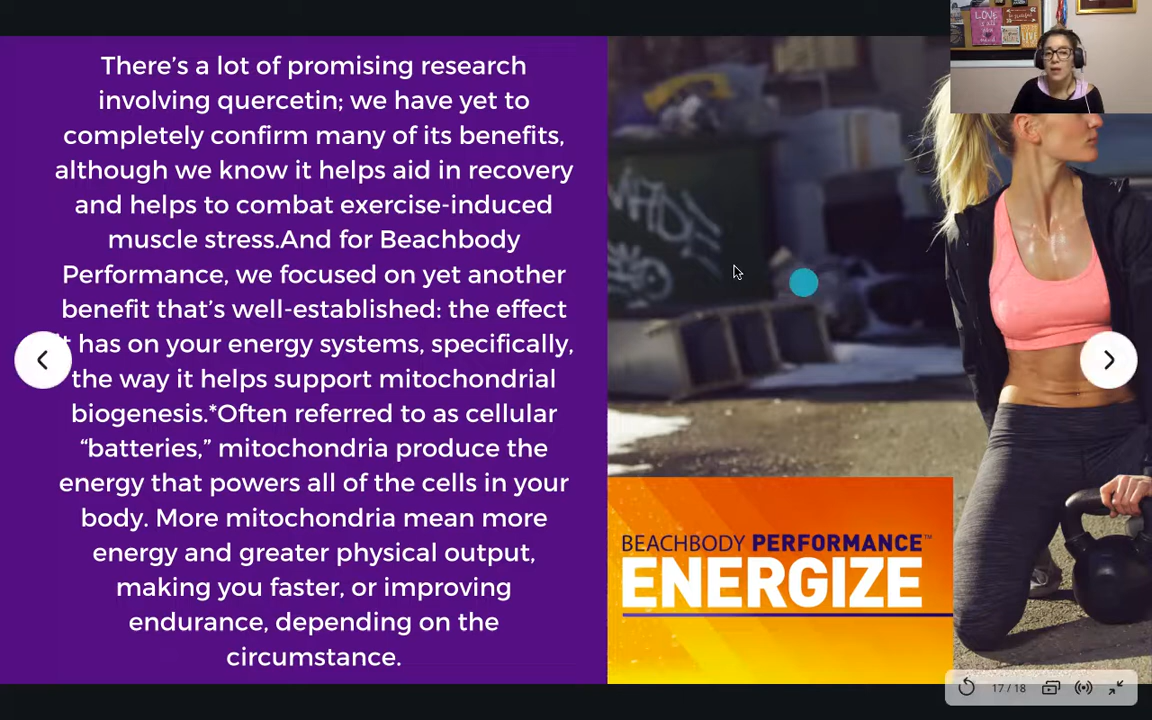 There's a lot of promising research
involving quercetin; we have yet to
completely confirm many of its benefits,
although we know it helps aid in recovery
and helps to combat exercise-induced
muscle stress.And for Beachbody
Performance, we focused on yet another
benefit that's well-established: the effect
it has on your energy systems, specifically,
the way it helps support mitochondrial
biogenesis.*Often referred to as cellular
“batteries,” mitochondria produce the
energy that powers all of the cells in your
body. More mitochondria mean more
energy and greater physical output,
making you faster, or improving
endurance, depending on the
circumstance.
BEACHBODY PERFORMANCE™
ENERGIZE
LOVE
17 / 18